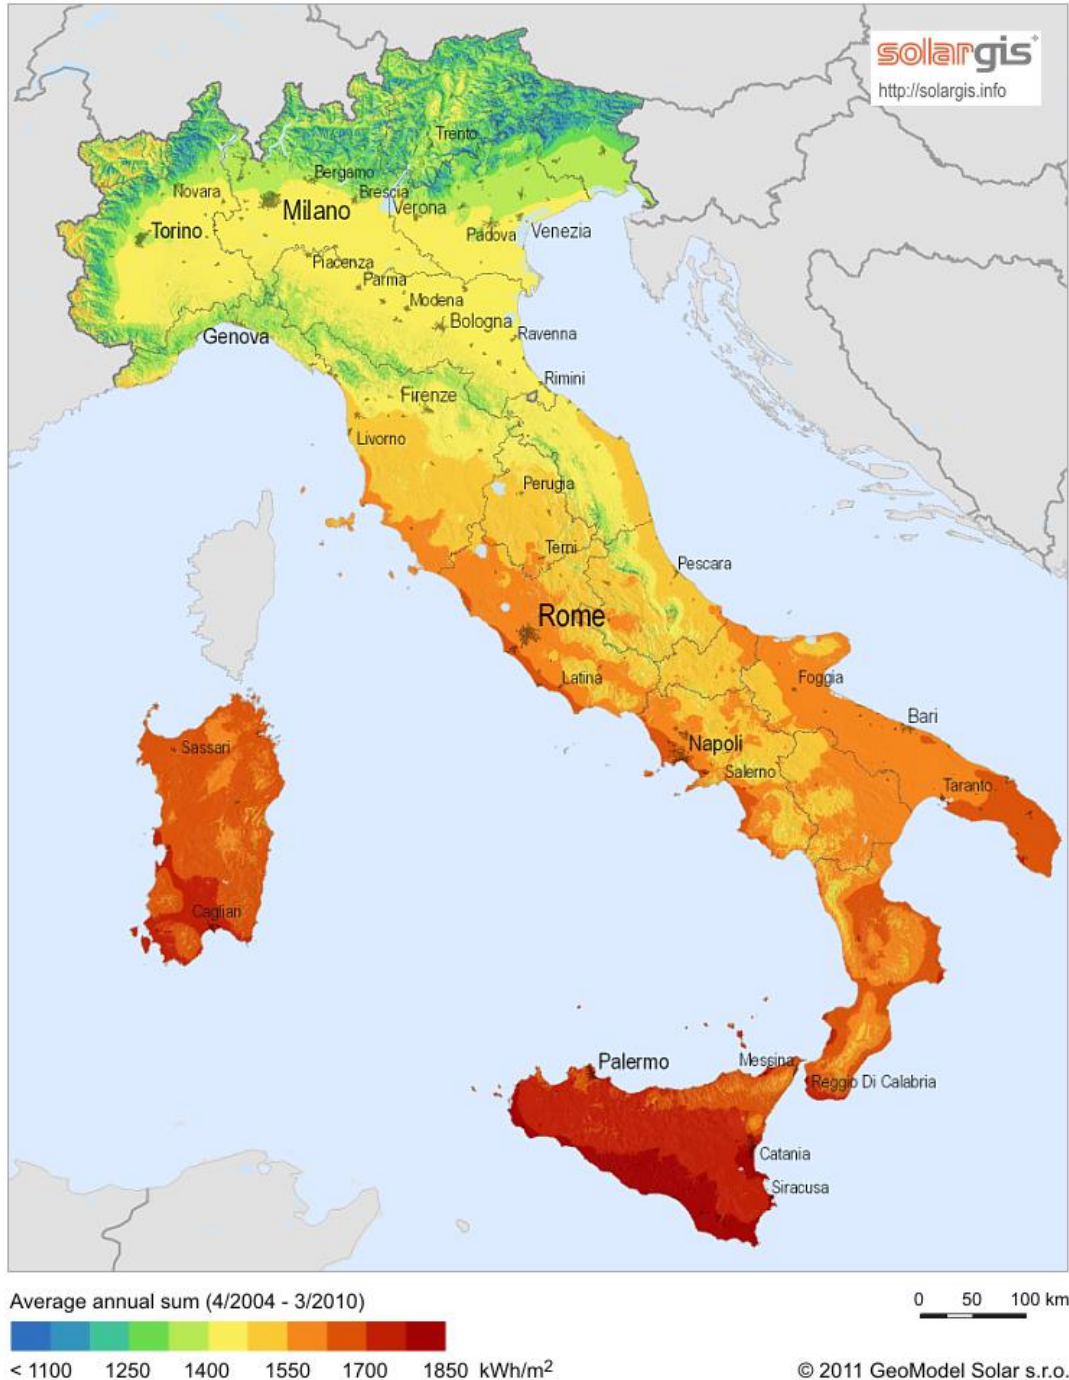 solargis
http://solargis.info
Trento
Bergamo
Novara
Brescia
Milano
Verona
Torino
Padova
Venezia
Piacenza
Parma
Modena
Bologna
Genova
Ravenna
Rimini
Firenze
Livorno
Perugia
Terni
Pescara
Rome
Latina
Foggia
Bari
Napoli
Sassari
Salerno
Taranto
Cagliari
Palermo
Messina
Reggio Di Calabria
Catania
Siracusa
Average annual sum (4/2004 - 3/2010)
0 50 100 km
< 1100 1250 1400 1550 1700 1850 kWh/m²
© 2011 GeoModel Solar s.r.o.